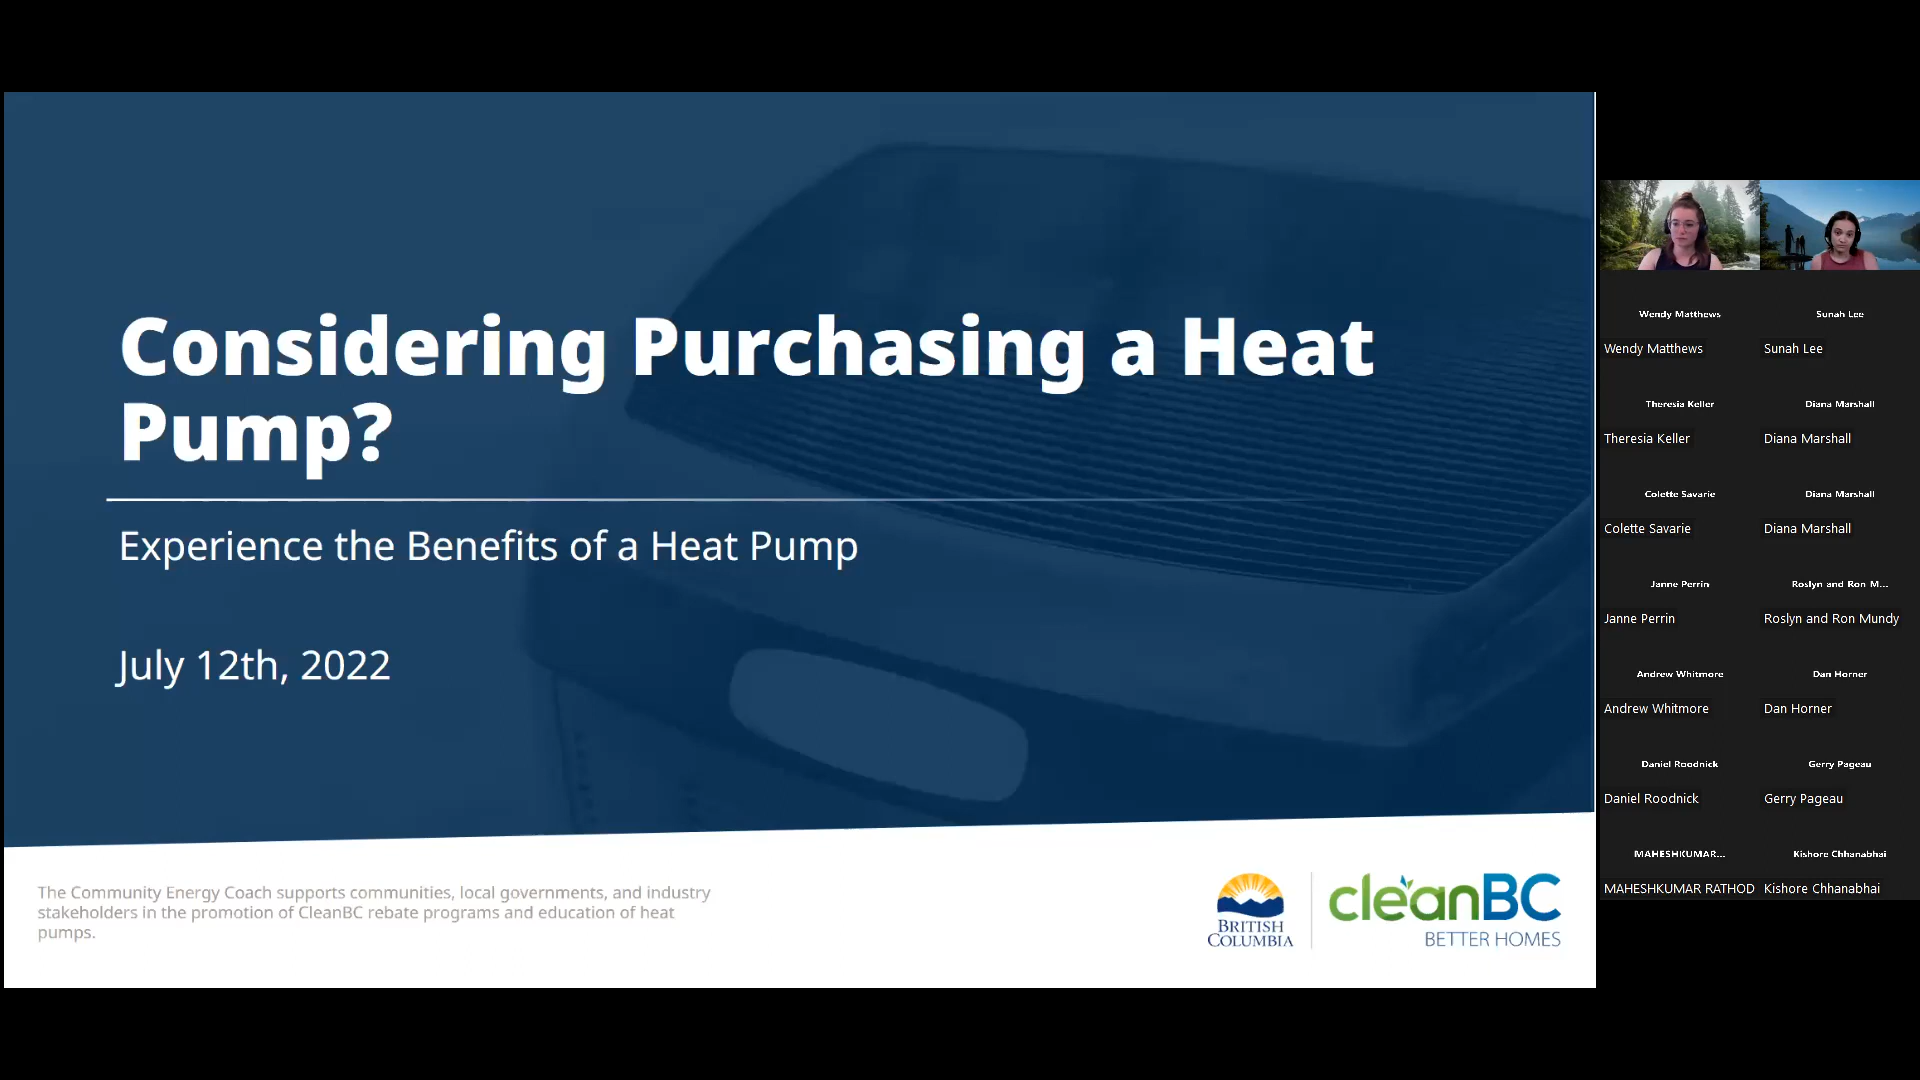 Considering Purchasing a Heat
Pump?
Experience the Benefits of a Heat Pump
July 12th, 2022
The Community Energy Coach supports communities, local governments, and industry
stakeholders in the promotion of CleanBC rebate programs and education of heat
pumps.
BRITISH
COLUMBIA
cleanBC
BETTER HOMES
Wendy Matthews
Sunah Lee
Wendy Matthews
Sunah Lee
Theresia Keller
Diana Marshall
Theresia Keller
Diana Marshall
Colette Savarie
Diana Marshall
Colette Savarie
Diana Marshall
Janne Perrin
Roslyn and Ron M...
Janne Perrin
Roslyn and Ron Mundy
Andrew Whitmore
Dan Horner
Andrew Whitmore
Dan Horner
Daniel Roodnick
Gerry Pageau
Daniel Roodnick
Gerry Pageau
MAHESHKUMAR...
Kishore Chhanabhai
MAHESHKUMAR RATHOD
Kishore Chhanabhai